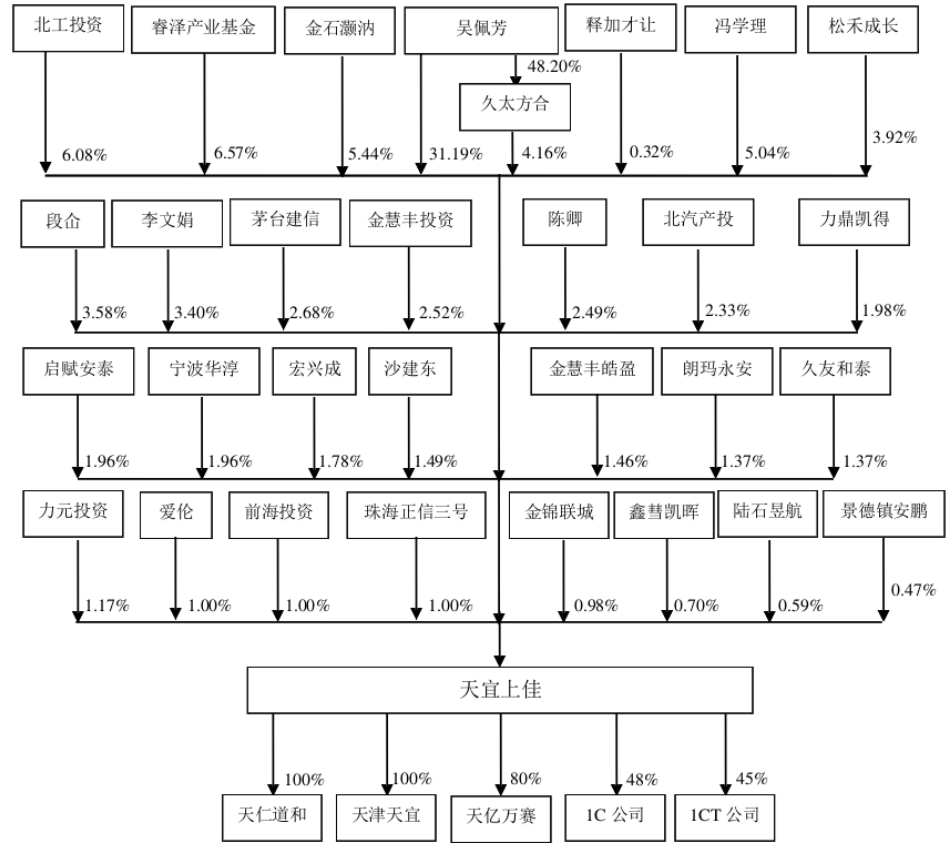 北工投资 睿泽产业基金 金石灏汭 吴佩芳 释加才让 冯学理 松禾成长
48.20%
久太方合
6.08% 6.57% 5.44% 31.19% 4.16% 0.32% 5.04% 3.92%
段仚 李文娟 茅台建信 金慧丰投资 陈卿 北汽产投 力鼎凯得
3.58% 3.40% 2.68% 2.52% 2.49% 2.33% 1.98%
启赋安泰 宁波华淳 宏兴成 沙建东 金慧丰皓盈 朗玛永安 久友和泰
1.96% 1.96% 1.78% 1.49% 1.46% 1.37% 1.37%
力元投资 爱伦 前海投资 珠海正信三号 金锦联城 鑫彗凯晖 陆石昱航 景德镇安鹏
1.17% 1.00% 1.00% 1.00% 0.98% 0.70% 0.59% 0.47%
天宜上佳
100% 100% 80% 48% 45%
天仁道和 天津天宜 天亿万赛 1C 公司 1CT 公司